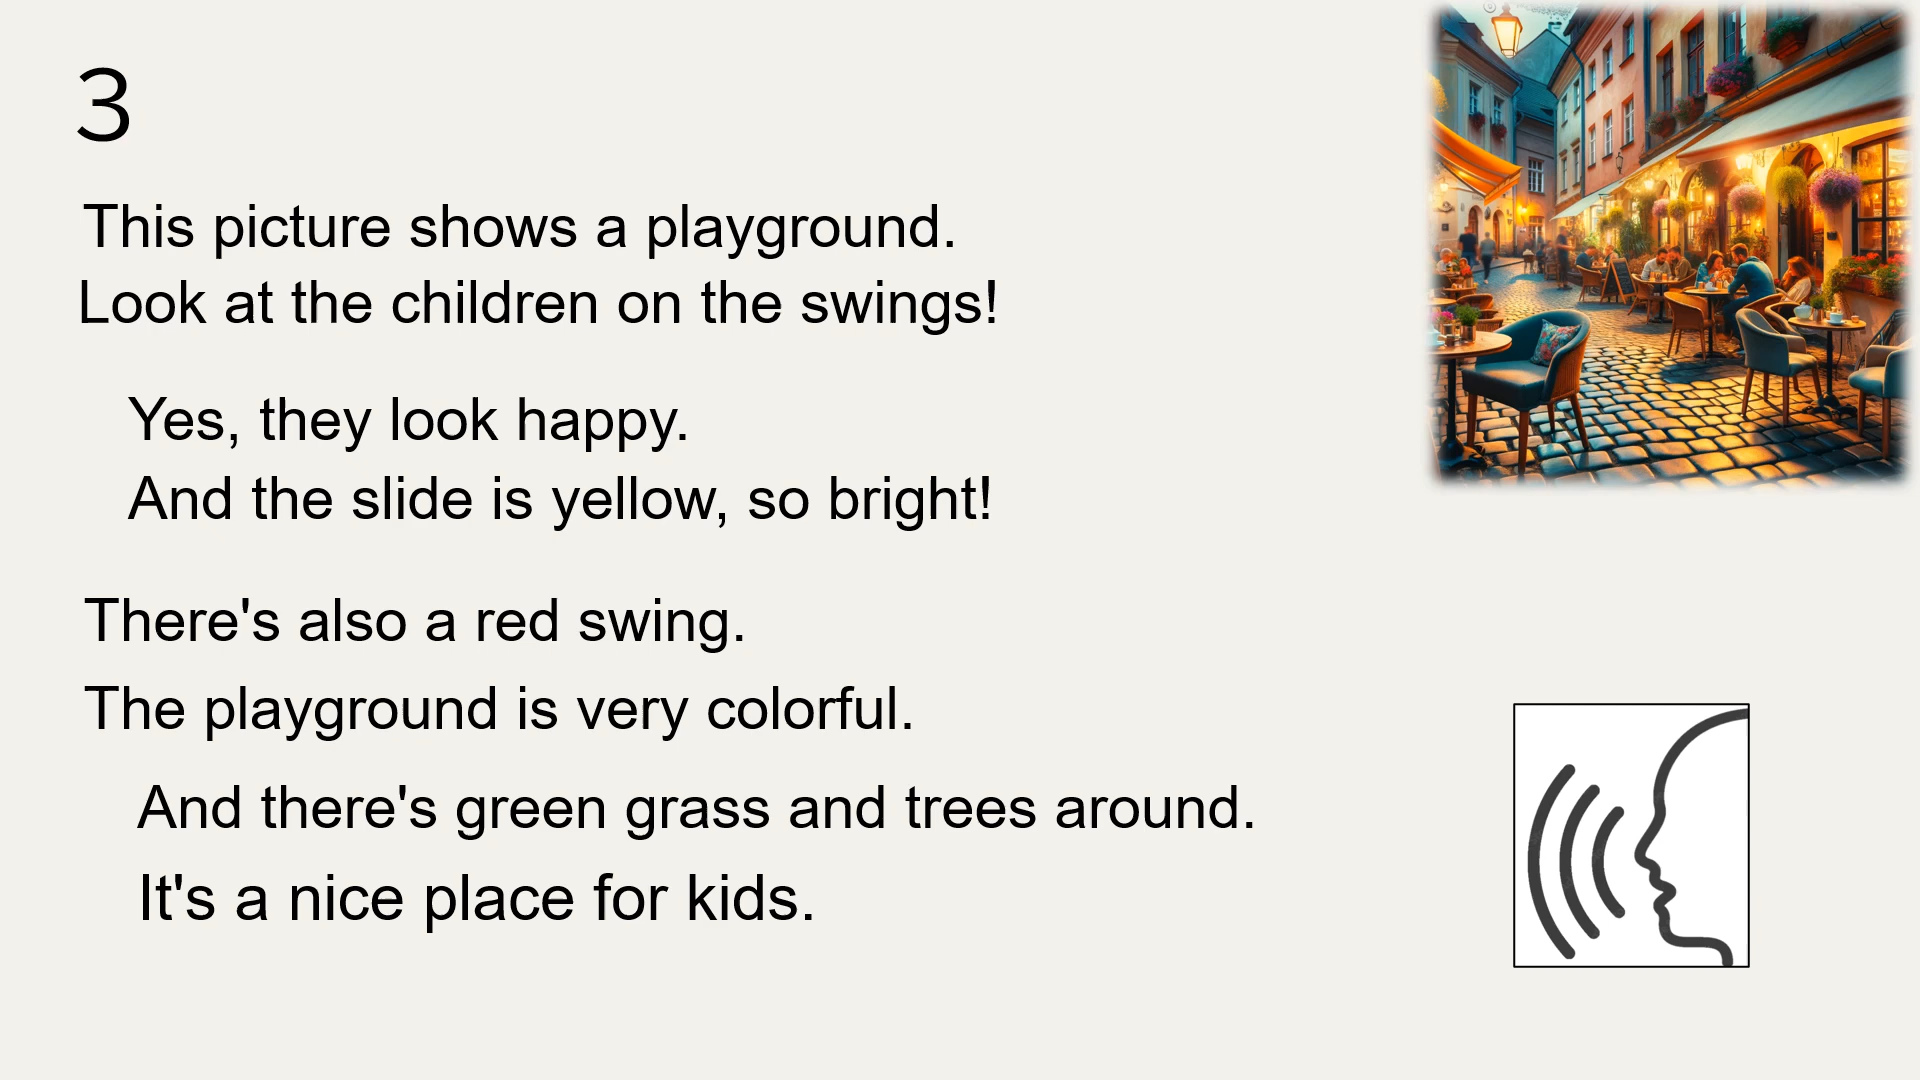 3
This picture shows a playground.
Look at the children on the swings!
Yes, they look happy.
And the slide is yellow, so bright!
There's also a red swing.
The playground is very colorful.
And there's green grass and trees around.
It's a nice place for kids.